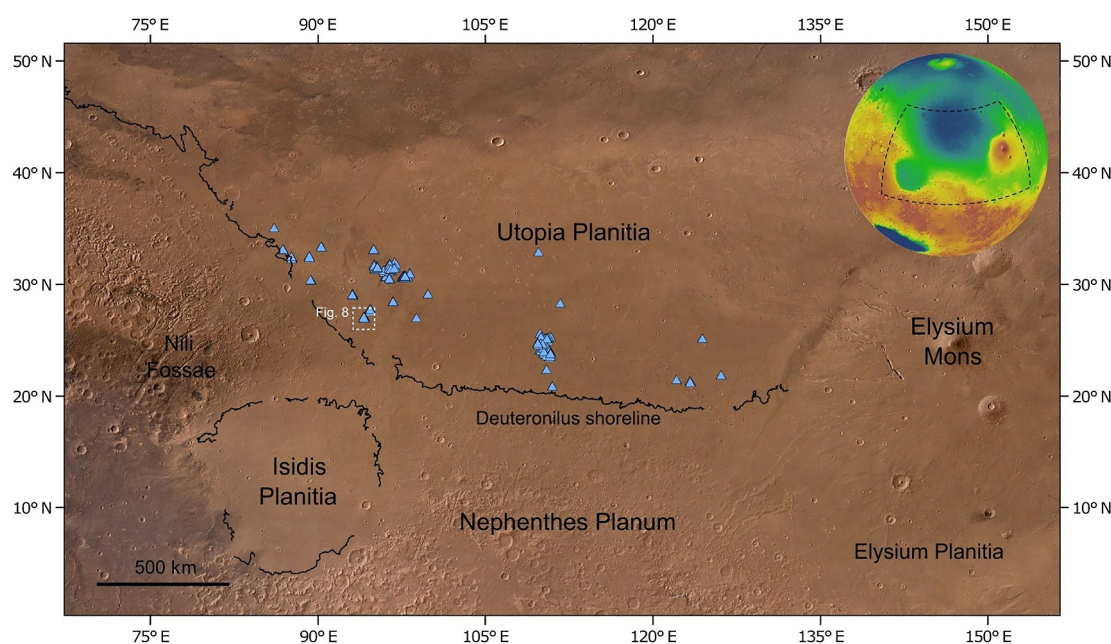 75° E 90° E 105° E 120° E 135° E 150° E
50° N 50° N
40° N 40° N
Utopia Planitia
30° N 30° N
Fig. 8
Elysium
Mons
Nili
Fossae
20° N 20° N
Deuteronilus shoreline
Isidis
Planitia
10° N 10° N
Nephenthes Planum
Elysium Planitia
500 km
75° E 90° E 105° E 120° E 135° E 150° E